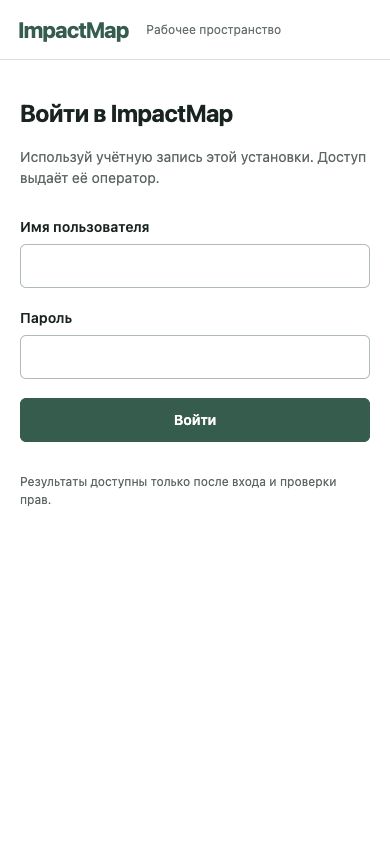 ImpactMap Рабочее пространство
Войти в ImpactMap
Используй учётную запись этой установки. Доступ
выдаёт её оператор.
Имя пользователя
Пароль
Войти
Результаты доступны только после входа и проверки
прав.